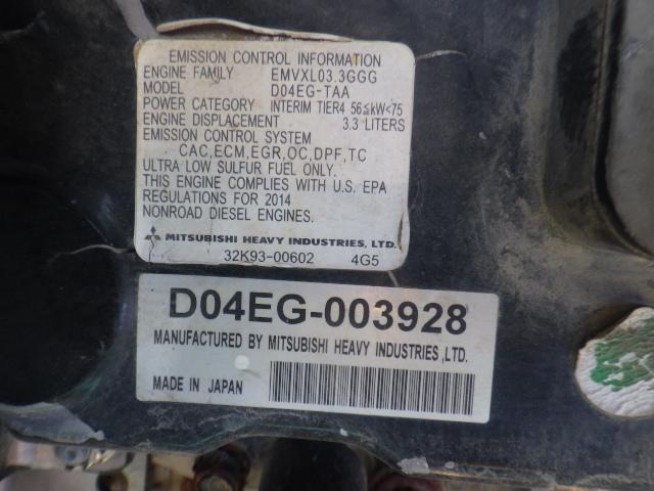 EMISSION CONTROL INFORMATION
ENGINE FAMILY EMVXL03.3GGG
MODEL D04EG-TAA
POWER CATEGORY INTERIM TIER4 56≤kW<75
ENGINE DISPLACEMENT 3.3 LITERS
EMISSION CONTROL SYSTEM
CAC,ECM,EGR,OC,DPF,TC
ULTRA LOW SULFUR FUEL ONLY.
THIS ENGINE COMPLIES WITH U.S. EPA
REGULATIONS FOR 2014
NONROAD DIESEL ENGINES.
MITSUBISHI HEAVY INDUSTRIES, LTD.
32K93-00602 4G5
D04EG-003928
MANUFACTURED BY MITSUBISHI HEAVY INDUSTRIES ,LTD.
MADE IN JAPAN